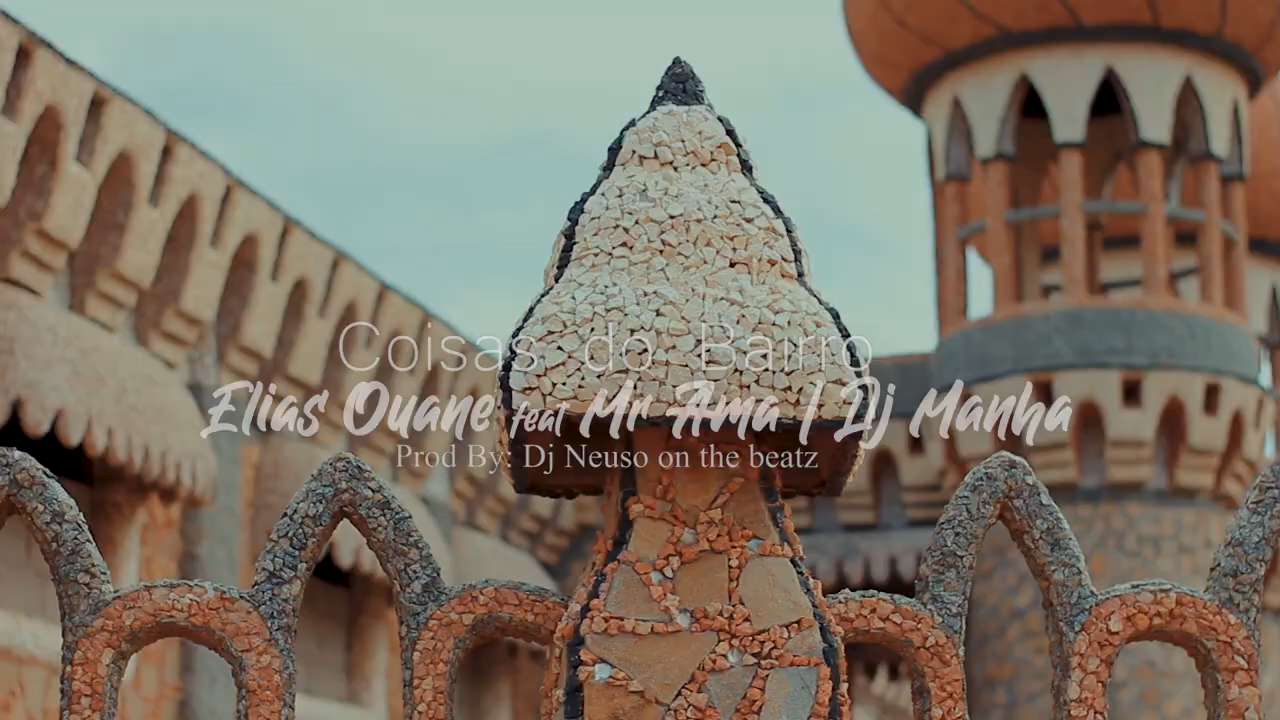 Coisas do Bairro
Elias Ouane feat Mr Ama | Dj Manha
Prod By: Dj Neuso on the beatz